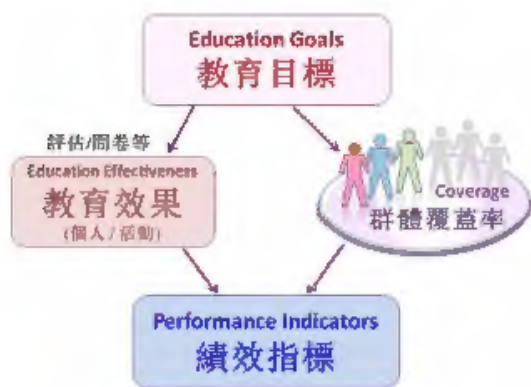 Education Goals
教育目標
評估/問卷等
Education Effectiveness
教育效果
(個人/活動)
Coverage
群體覆蓋率
Performance Indicators
績效指標